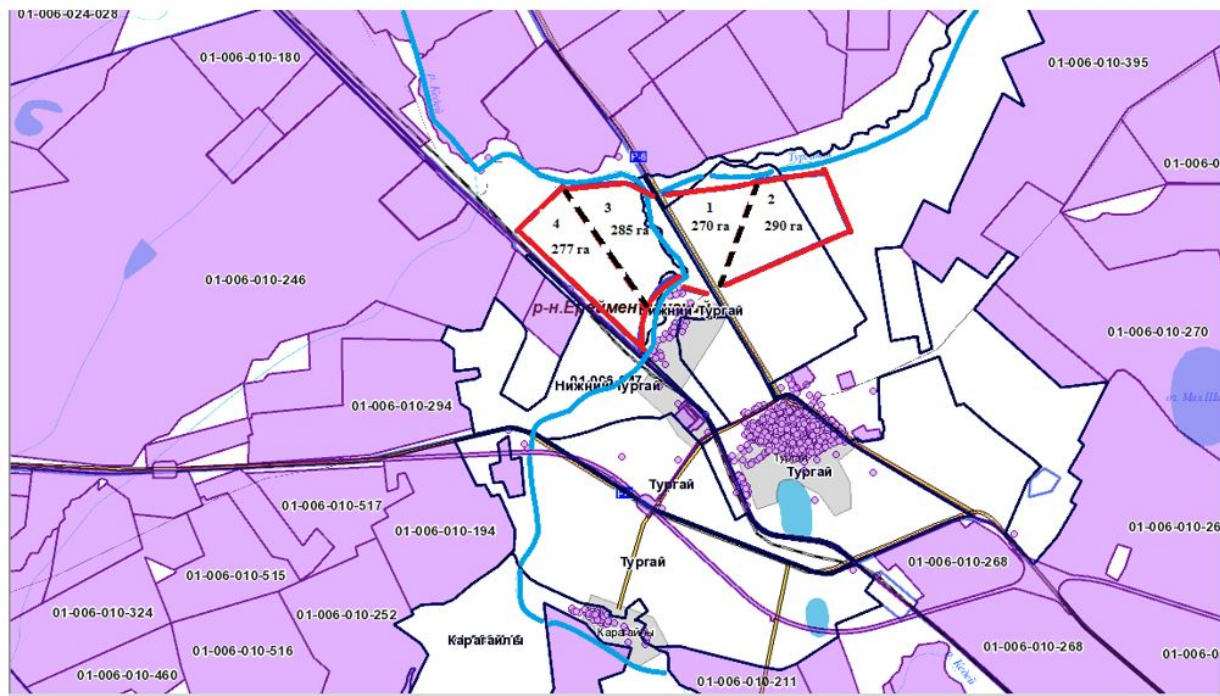 01-006-024-028
01-006-010-180
01-006-010-395
р. Кедей
Р-6
01-006-0
3
1
2
4
285 га
270 га
290 га
277 га
01-006-010-246
Нижний Тургай
01-006-010-270
Нижний Тургай
01-006-010-294
Тургай
Тургай
Тургай
01-006-010-517
01-006-010-194
01-006-010-26
Тургай
01-006-010-268
01-006-010-515
01-006-010-324
01-006-010-252
Карагайлы
Карагайлы
01-006-010-516
01-006-010-268
01-006-0
01-006-010-460
01-006-010-211
р. Кедей